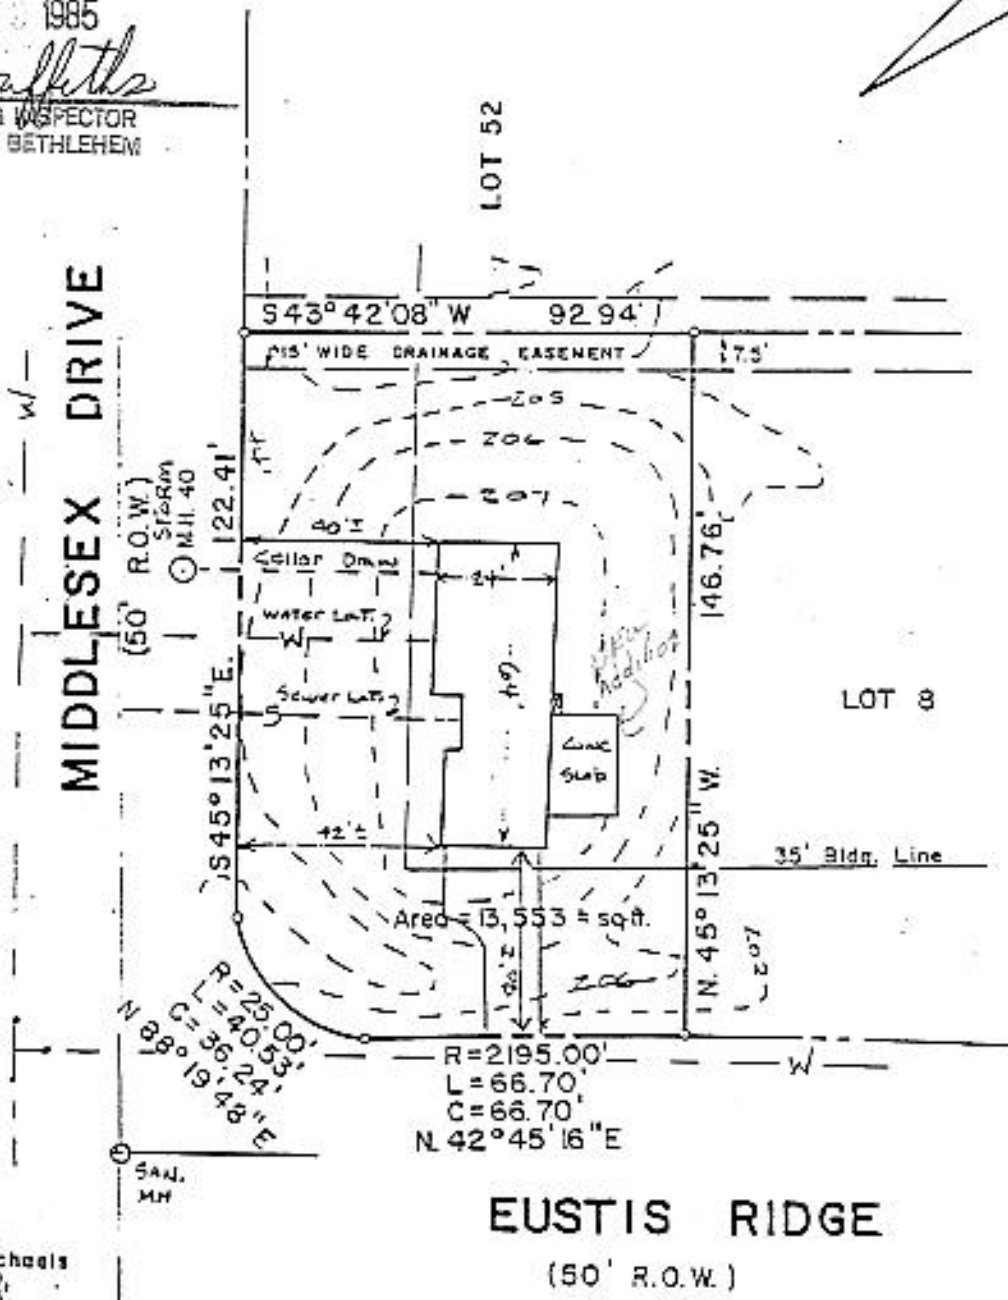 1985
INSPECTOR
BETHLEHEM
LOT 52
MIDDLESEX DRIVE
(50' R.O.W.)
S 43° 42' 08" W 92.94'
15' WIDE DRAINAGE EASEMENT
7.5'
205
206
207
W
122.41'
STORM
M.H. 40
40'±
Cellar Drain
24'
Water Lat.
W
64'
146.76'
Addition
Sewer Lat.
S
Conc
Slab
LOT 8
S 45° 13' 25" E.
42'±
35' Bldg. Line
Area = 13,553 ± sq.ft.
N. 45° 13' 25" W.
40'±
206
207
R=25.00'
L=40.53'
C=36.24'
N 88° 19' 48" E
R=2195.00'
L=66.70'
C=66.70'
N. 42° 45' 16" E
W
SAN.
MH
EUSTIS RIDGE
(50' R.O.W.)